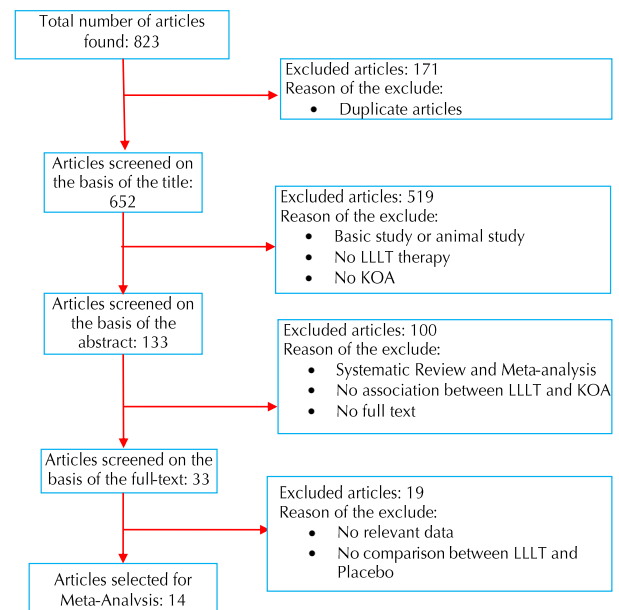 Total number of articles
found: 823
Excluded articles: 171
Reason of the exclude:
• Duplicate articles
Articles screened on
the basis of the title:
652
Excluded articles: 519
Reason of the exclude:
• Basic study or animal study
• No LLLT therapy
• No KOA
Articles screened on
the basis of the
abstract: 133
Excluded articles: 100
Reason of the exclude:
• Systematic Review and Meta-analysis
• No association between LLLT and KOA
• No full text
Articles screened on the
basis of the full-text: 33
Excluded articles: 19
Reason of the exclude:
• No relevant data
• No comparison between LLLT and
Placebo
Articles selected for
Meta-Analysis: 14